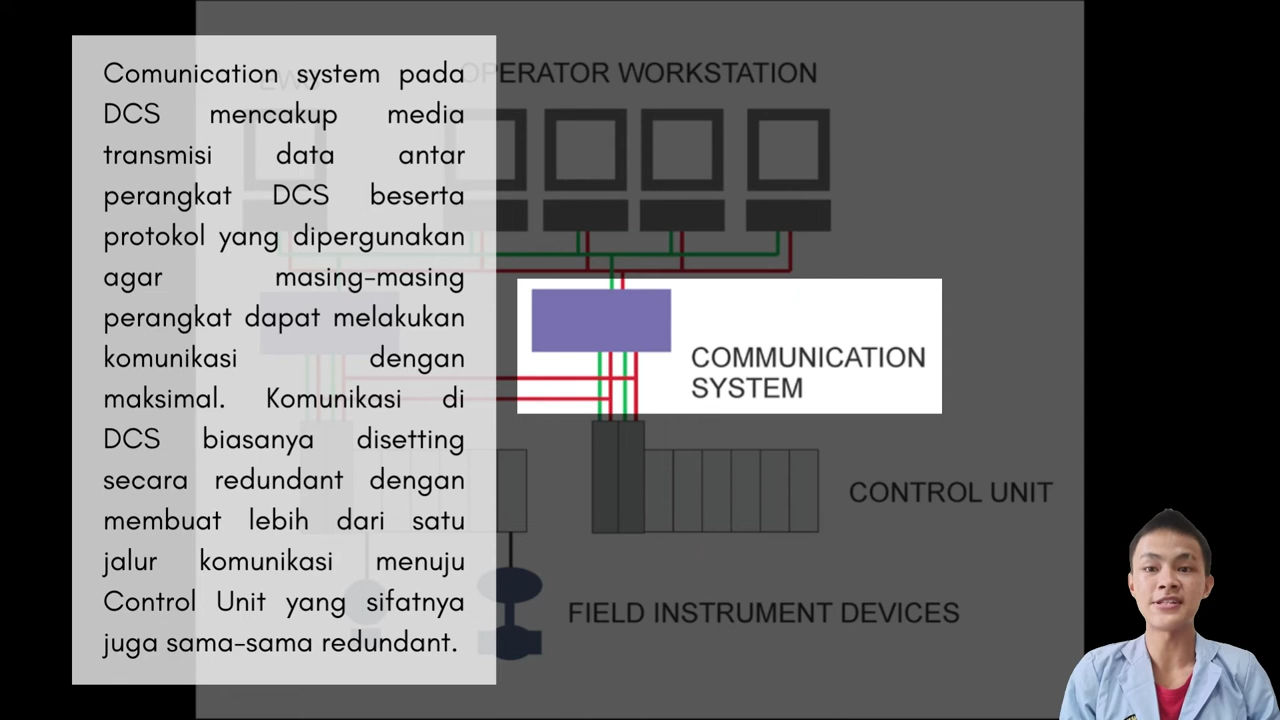 Comunication system pada
DCS mencakup media
transmisi data antar
perangkat DCS beserta
protokol yang dipergunakan
agar masing-masing
perangkat dapat melakukan
komunikasi dengan
maksimal. Komunikasi di
DCS biasanya disetting
secara redundant dengan
membuat lebih dari satu
jalur komunikasi menuju
Control Unit yang sifatnya
juga sama-sama redundant.
OPERATOR WORKSTATION
COMMUNICATION
SYSTEM
CONTROL UNIT
FIELD INSTRUMENT DEVICES